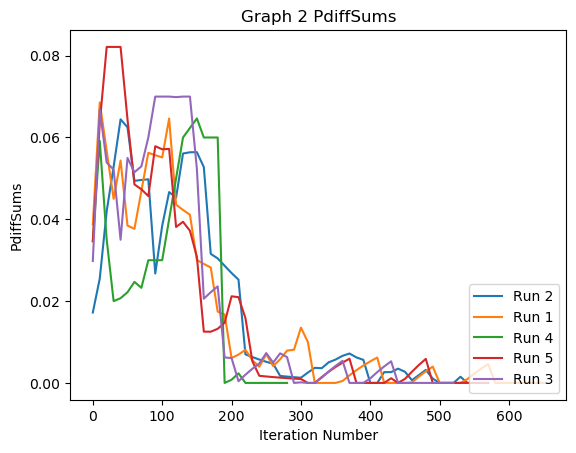 Graph 2 PdiffSums
PdiffSums
0.08
0.06
0.04
0.02
0.00
0 100 200 300 400 500 600
Iteration Number
Run 2
Run 1
Run 4
Run 5
Run 3